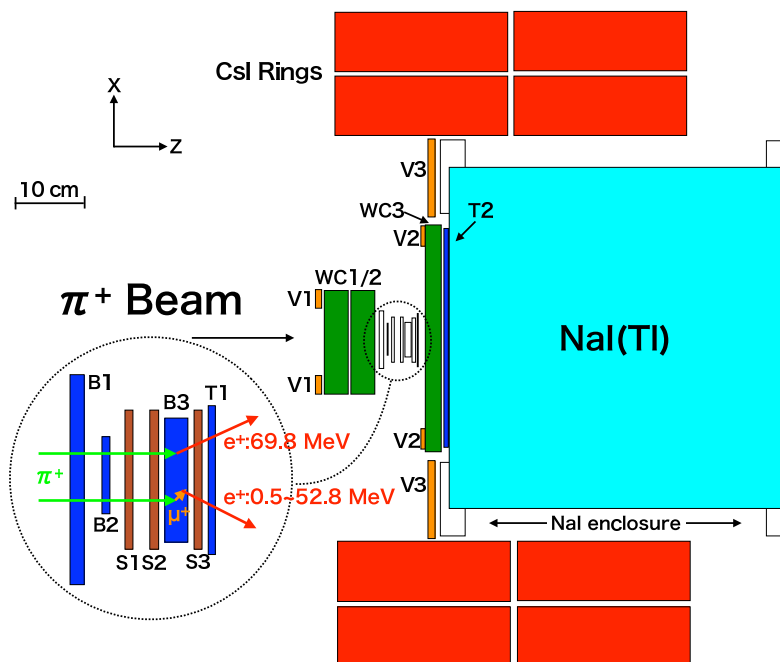 CsI Rings
x
z
10 cm
V3
WC3
T2
V2
π⁺ Beam
WC1/2
V1
NaI(Tl)
B1
B3
T1
V1
e⁺:69.8 MeV
V2
π⁺
e⁺:0.5–52.8 MeV
V3
μ⁺
B2
NaI enclosure
S1
S2
S3